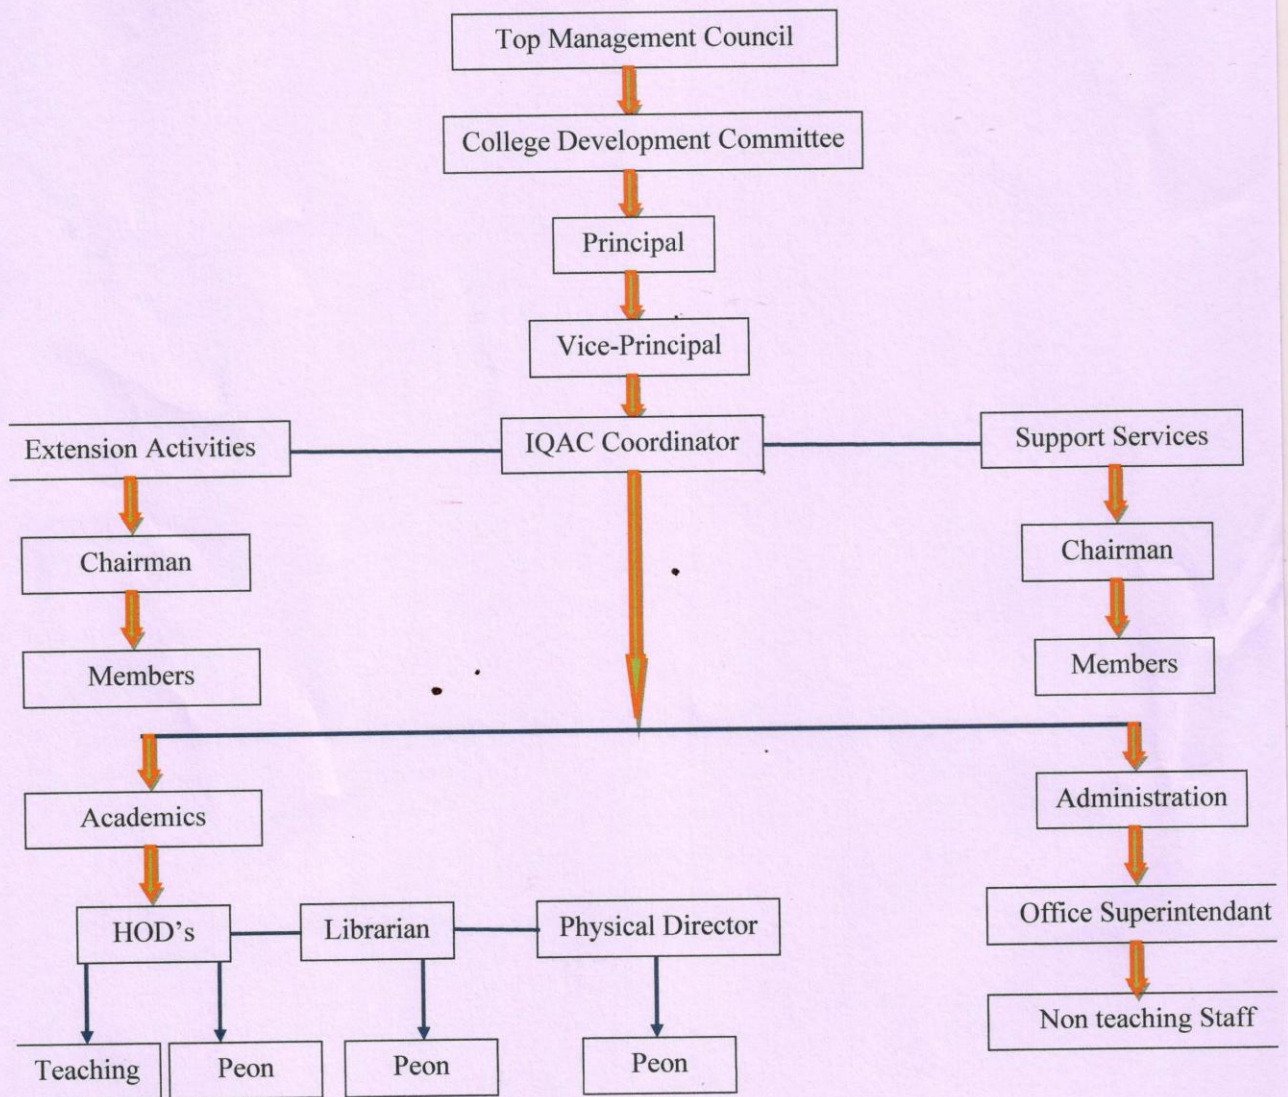 Top Management Council
College Development Committee
Principal
Vice-Principal
Extension Activities
IQAC Coordinator
Support Services
Chairman
Chairman
Members
Members
Academics
Administration
HOD's
Librarian
Physical Director
Office Superintendant
Non teaching Staff
Teaching
Peon
Peon
Peon